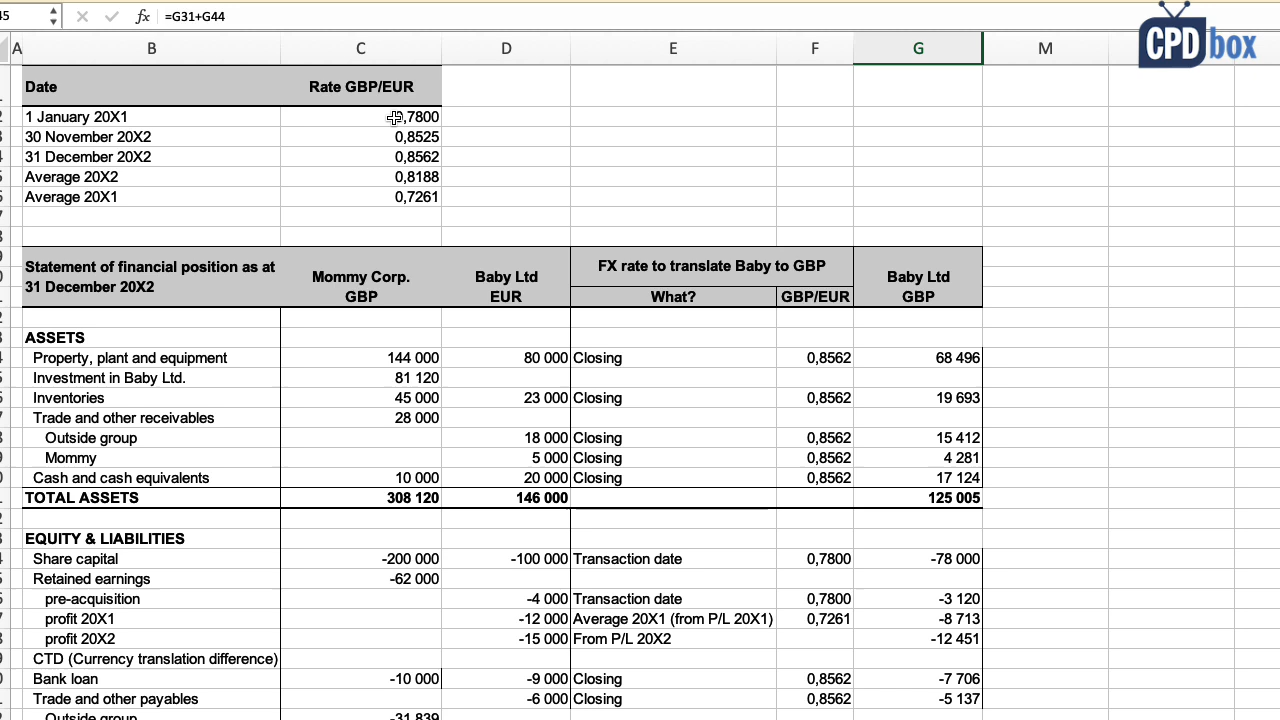 =G31+G44
CPD box
A B C D E F G M
Date Rate GBP/EUR
1 January 20X1 ,7800
30 November 20X2 0,8525
31 December 20X2 0,8562
Average 20X2 0,8188
Average 20X1 0,7261
Statement of financial position as at 31 December 20X2 Mommy Corp. GBP Baby Ltd EUR FX rate to translate Baby to GBP Baby Ltd GBP
What? GBP/EUR
ASSETS
Property, plant and equipment 144 000 80 000 Closing 0,8562 68 496
Investment in Baby Ltd. 81 120
Inventories 45 000 23 000 Closing 0,8562 19 693
Trade and other receivables 28 000
Outside group 18 000 Closing 0,8562 15 412
Mommy 5 000 Closing 0,8562 4 281
Cash and cash equivalents 10 000 20 000 Closing 0,8562 17 124
TOTAL ASSETS 308 120 146 000 125 005
EQUITY & LIABILITIES
Share capital -200 000 -100 000 Transaction date 0,7800 -78 000
Retained earnings -62 000
pre-acquisition -4 000 Transaction date 0,7800 -3 120
profit 20X1 -12 000 Average 20X1 (from P/L 20X1) 0,7261 -8 713
profit 20X2 -15 000 From P/L 20X2 -12 451
CTD (Currency translation difference)
Bank loan -10 000 -9 000 Closing 0,8562 -7 706
Trade and other payables -6 000 Closing 0,8562 -5 137
Outside group -31 839